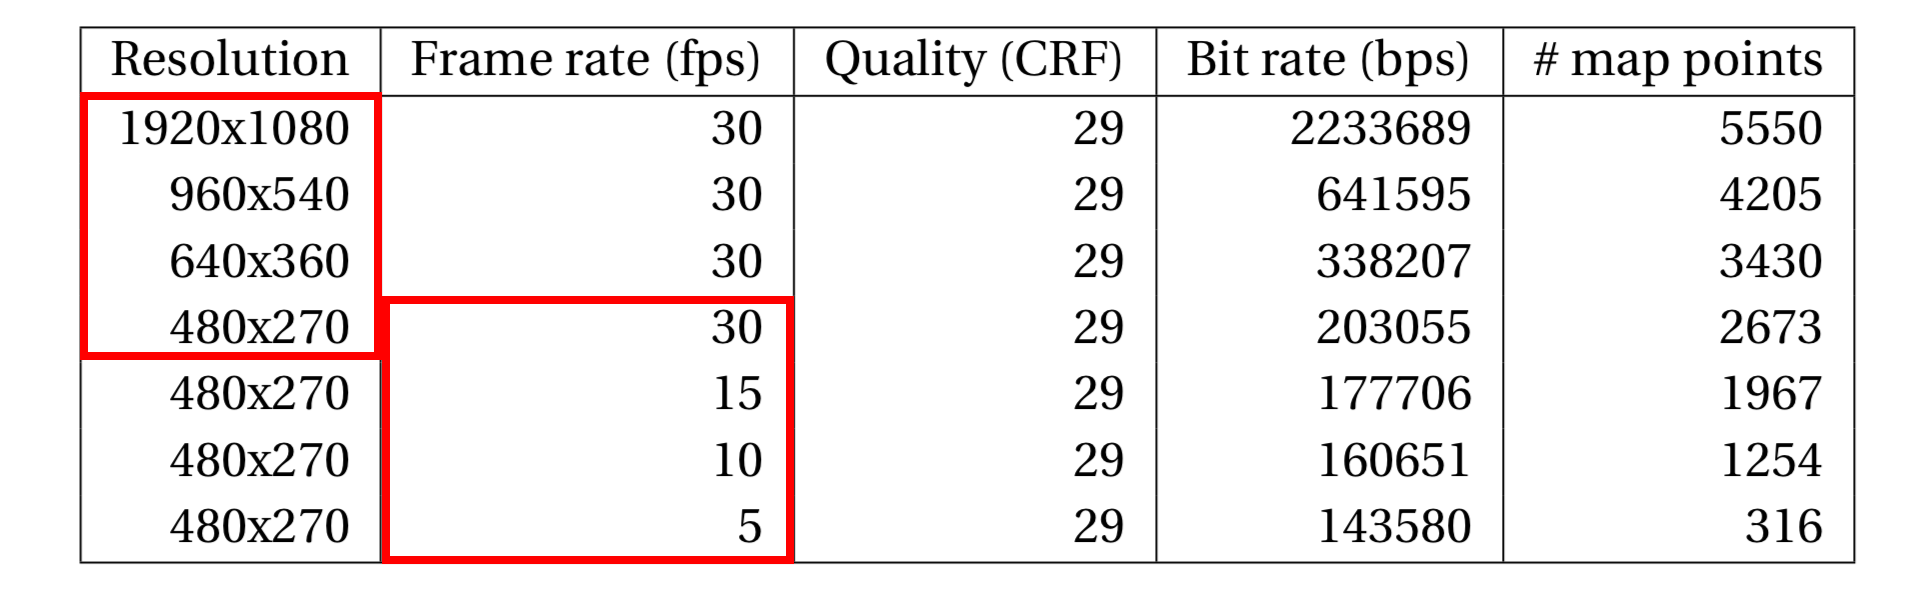 Resolution Frame rate (fps) Quality (CRF) Bit rate (bps) # map points
1920x1080 30 29 2233689 5550
960x540 30 29 641595 4205
640x360 30 29 338207 3430
480x270 30 29 203055 2673
480x270 15 29 177706 1967
480x270 10 29 160651 1254
480x270 5 29 143580 316